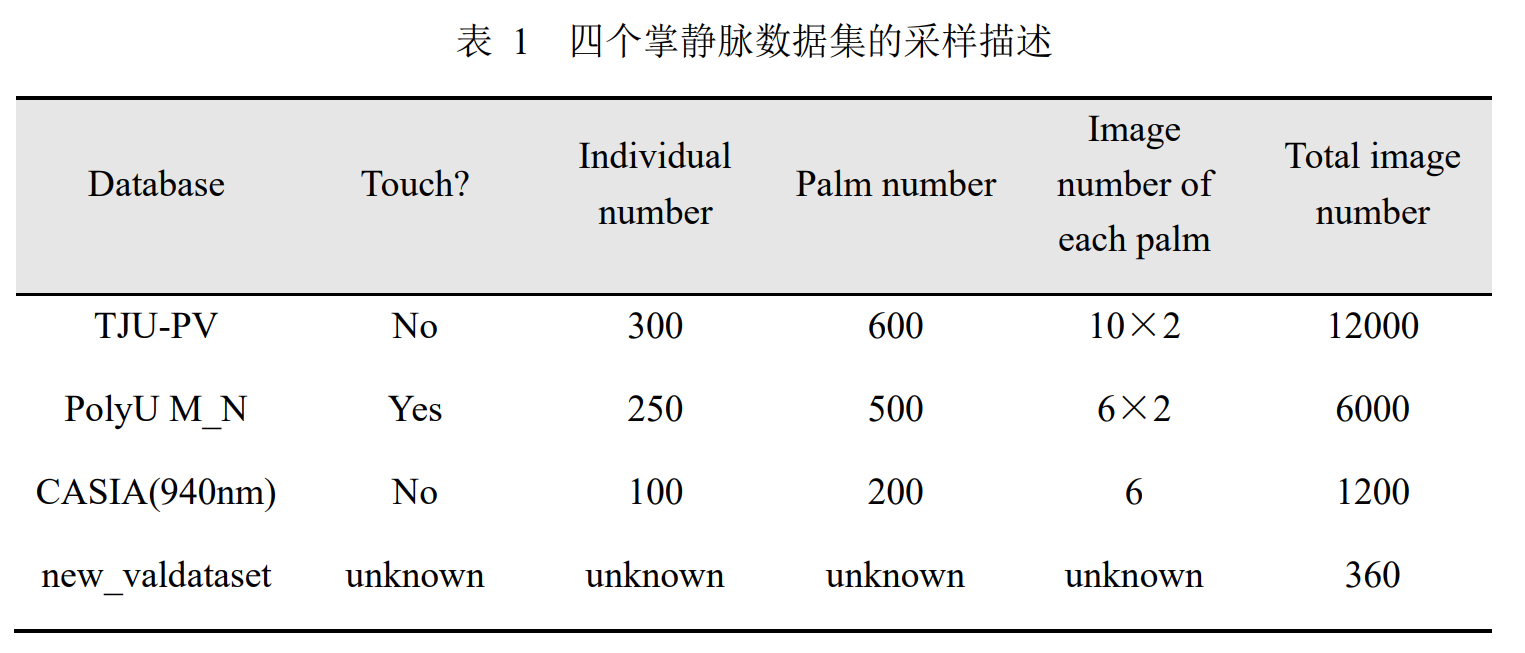 表 1 四个掌静脉数据集的采样描述
Database Touch? Individual number Palm number Image number of each palm Total image number
TJU-PV No 300 600 10×2 12000
PolyU M_N Yes 250 500 6×2 6000
CASIA(940nm) No 100 200 6 1200
new_valdataset unknown unknown unknown unknown 360